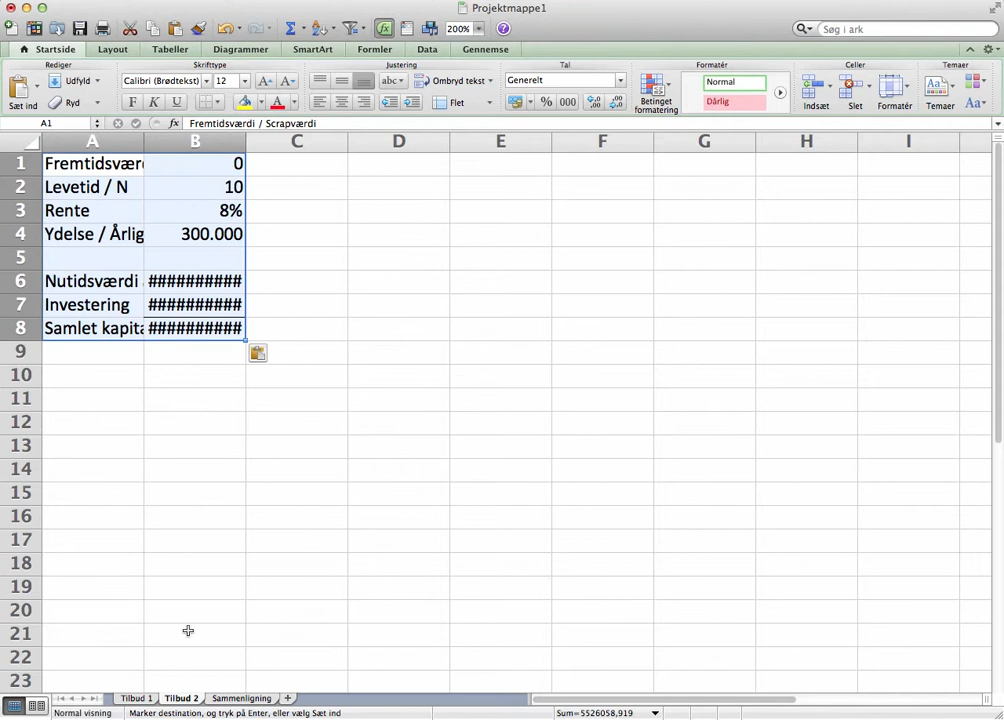 Projektmappe1
200%
Søg i ark
Startside Layout Tabeller Diagrammer SmartArt Formler Data Gennemse
Rediger Skrifttype Justering Tal Formatér Celler Temaer
Sæt ind
Udfyld
Ryd
Calibri (Brødtekst) 12
F K U
abc
Ombryd tekst
Flet
Generelt
% 000
Betinget
formatering
Normal
Dårlig
Indsæt Slet Formatér Temaer Aa
A1 fx Fremtidsværdi / Scrapværdi
A B C D E F G H I
1 Fremtidsværd 0
2 Levetid / N 10
3 Rente 8%
4 Ydelse / Årlig 300.000
5
6 Nutidsværdi ##########
7 Investering ##########
8 Samlet kapita ##########
9
10
11
12
13
14
15
16
17
18
19
20
21
22
23
Tilbud 1 Tilbud 2 Sammenligning +
Normal visning Marker destination, og tryk på Enter, eller vælg Sæt ind Sum=5526058,919